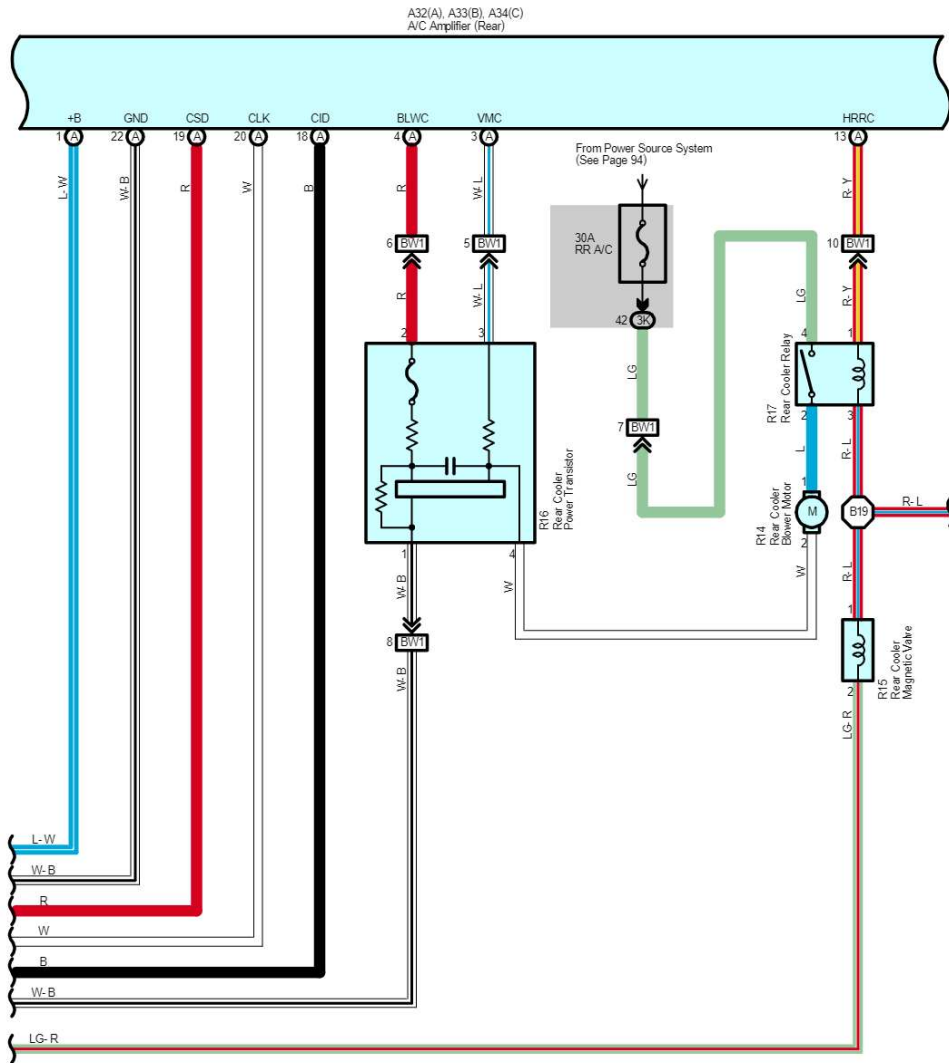 A32(A), A33(B), A34(C)
A/C Amplifier (Rear)
+B
GND
CSD
CLK
CID
BLWC
VMC
HRRC
1 A
22 A
19 A
20 A
18 A
4 A
3 A
13 A
From Power Source System
(See Page 94)
L- W
W- B
R
W
B
R
W- L
R- Y
30A
RR A/C
6 BW1
5 BW1
10 BW1
R
W- L
LG
R- Y
42 3K
2
3
4
1
LG
R17
Rear Cooler Relay
2
3
7 BW1
L
R- L
LG
R16
Rear Cooler
Power Transistor
1
R14
Rear Cooler
Blower Motor
M
B19
R- L
2
1
4
W- B
W
W
R- L
1
8 BW1
R15
Rear Cooler
Magnetic Valve
2
W- B
LG- R
L- W
W- B
R
W
B
W- B
LG- R